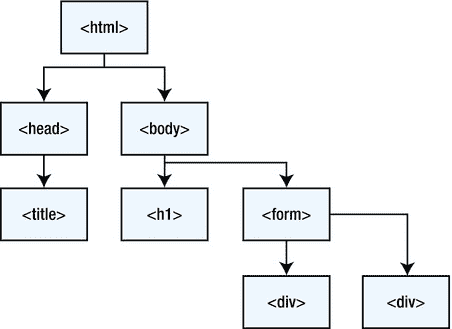 <html>
<head>
<body>
<title>
<h1>
<form>
<div>
<div>